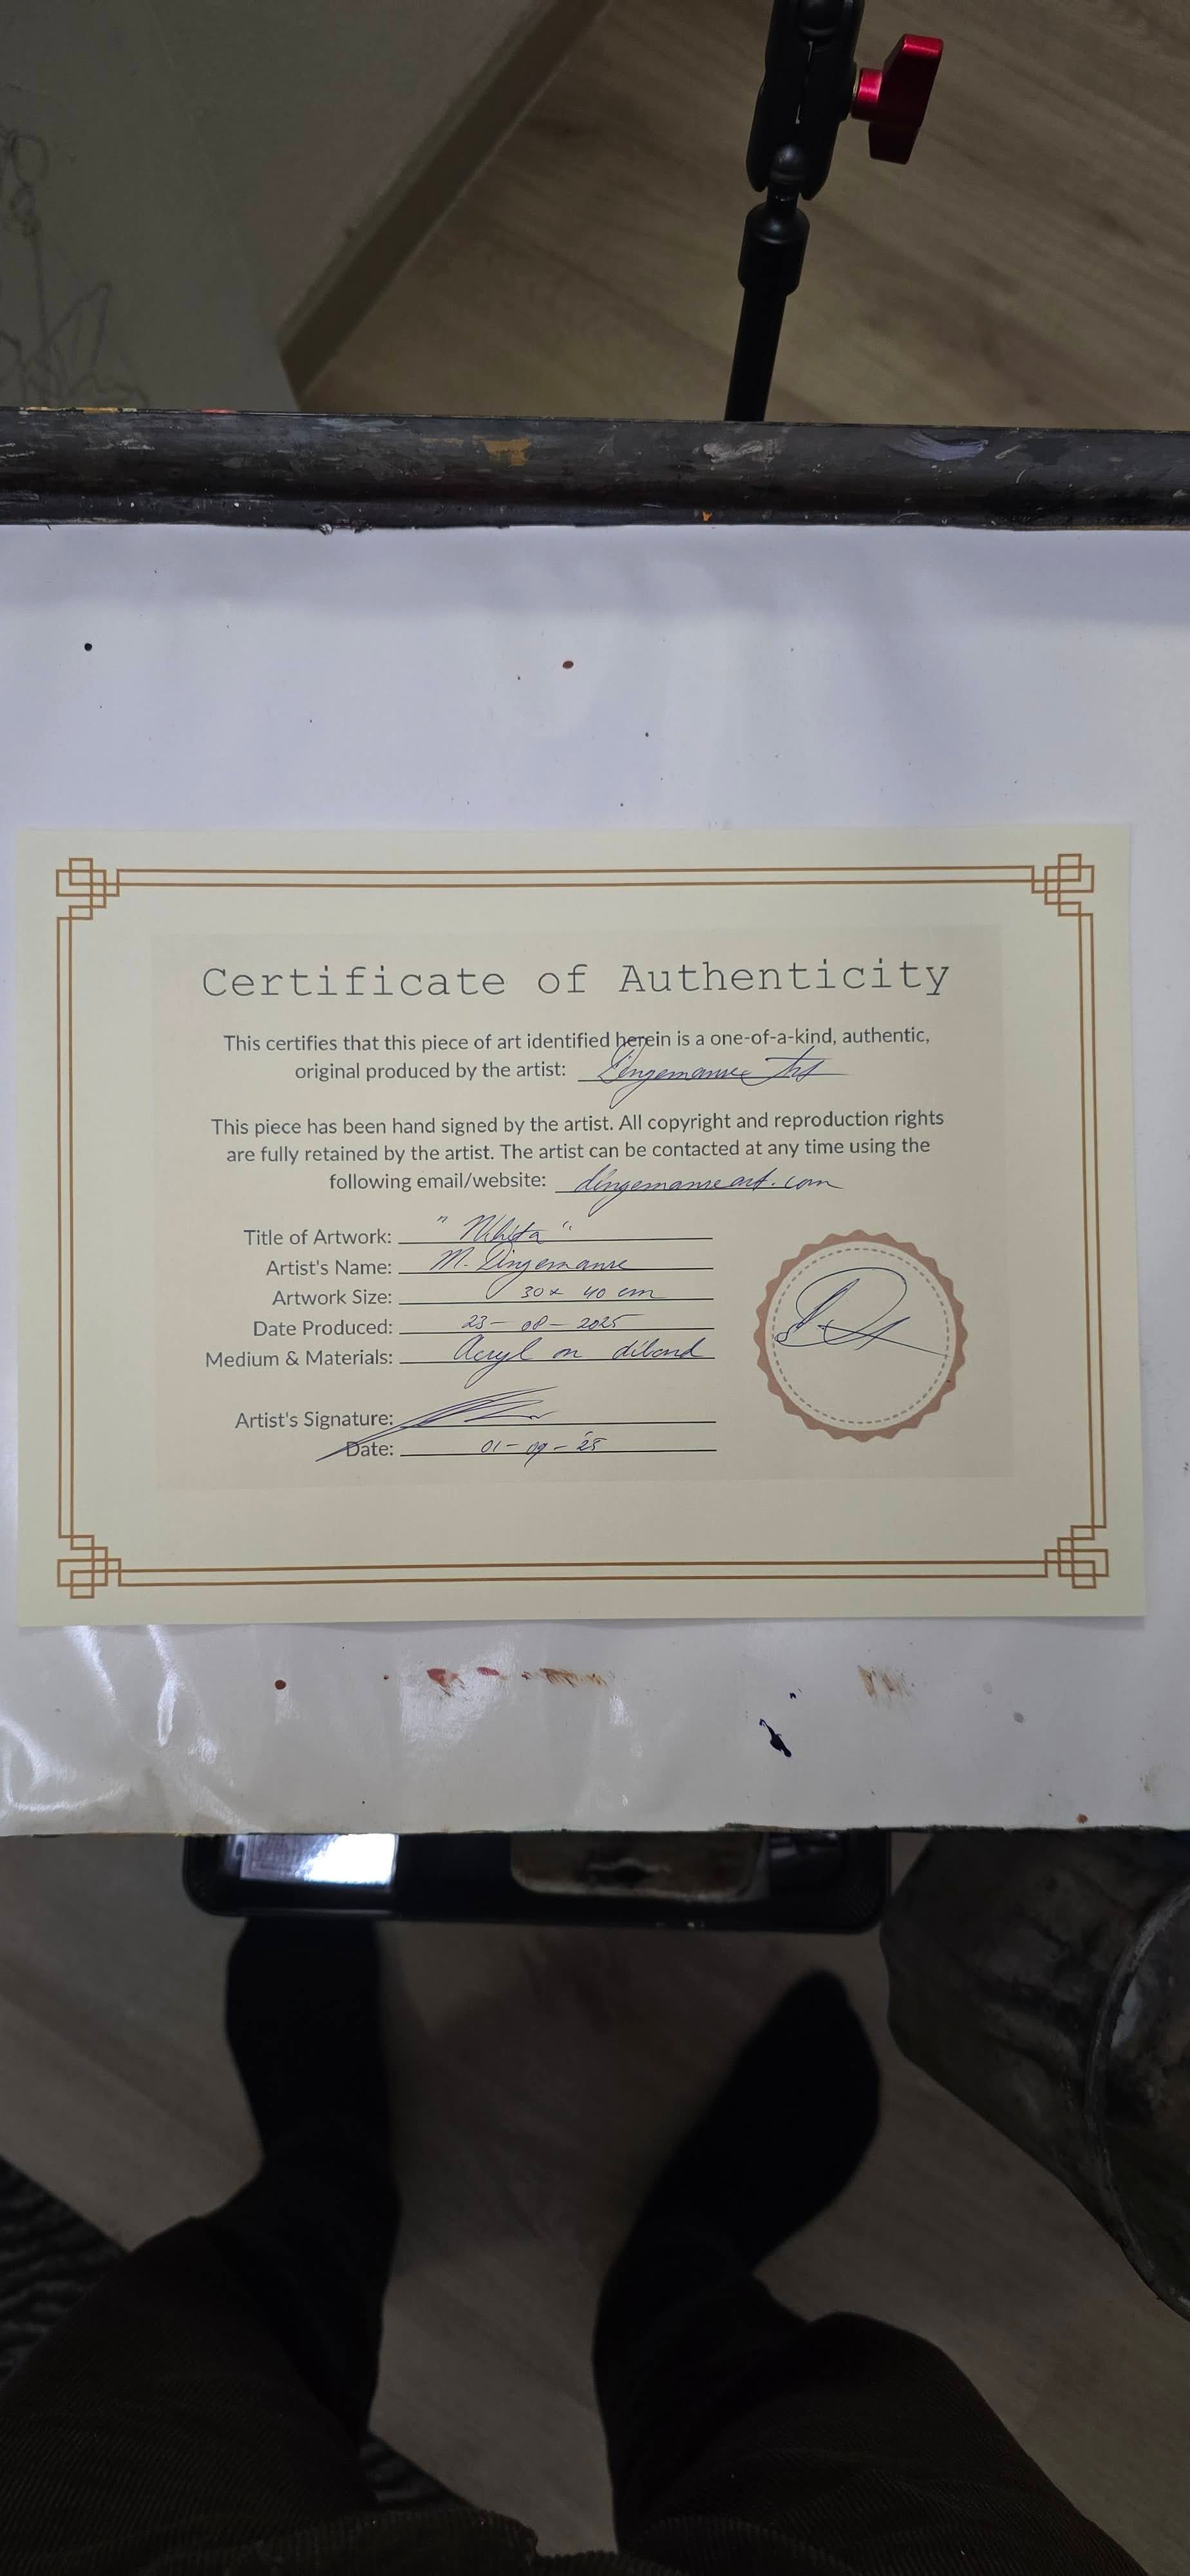 Certificate of Authenticity
This certifies that this piece of art identified herein is a one-of-a-kind, authentic,
original produced by the artist: Dingemanse Art
This piece has been hand signed by the artist. All copyright and reproduction rights
are fully retained by the artist. The artist can be contacted at any time using the
following email/website: dingemanseart.com
Title of Artwork: "Nikita"
Artist's Name: M. Dingemanse
Artwork Size: 30 x 40 cm
Date Produced: 23-08-2025
Medium & Materials: Acryl on dibond
Artist's Signature:
Date: 01-09-'25